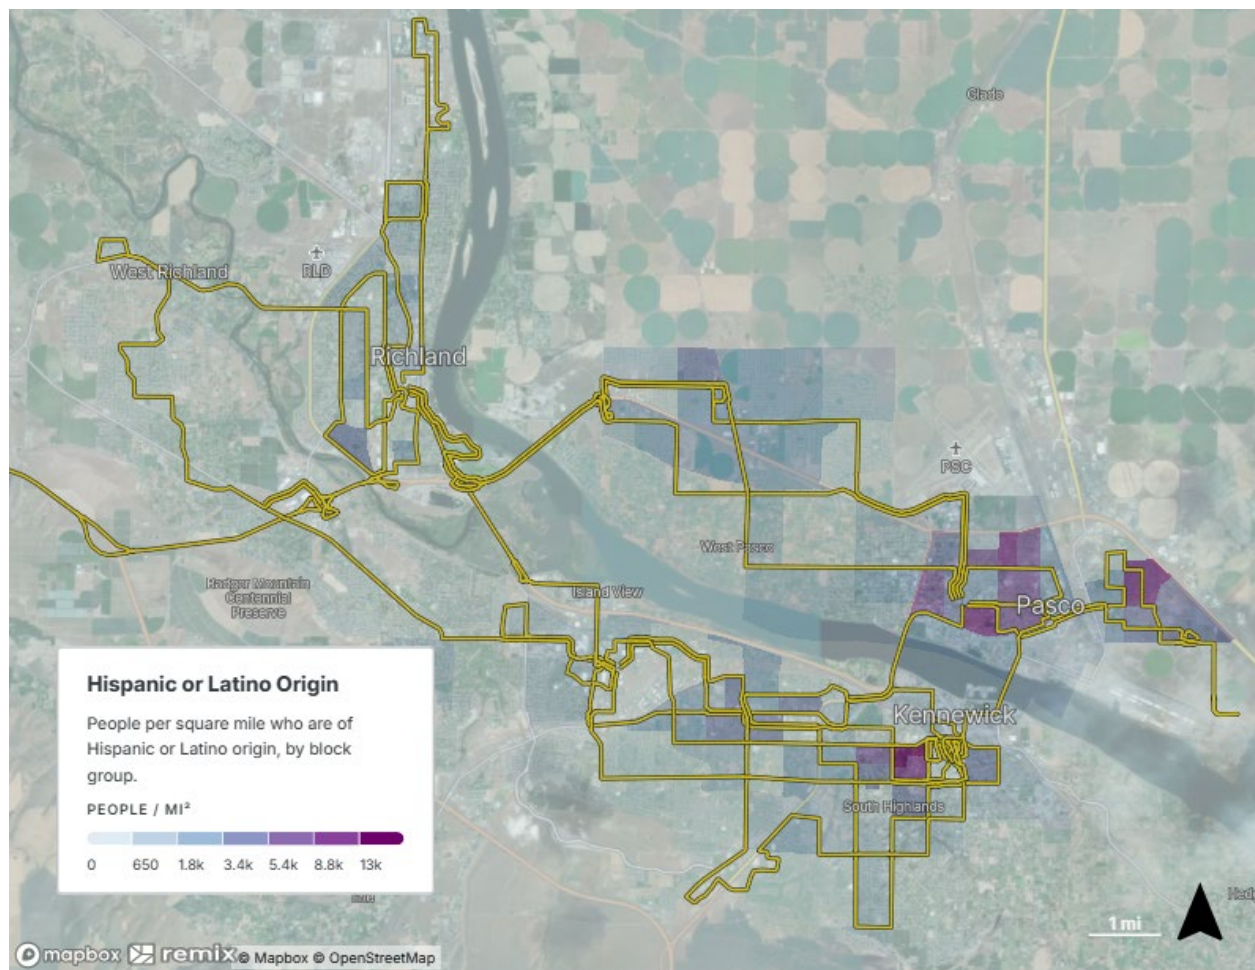 Glade
West Richland
RLD
Richland
PSC
West Pasco
Island View
Badger Mountain
Centennial
Preserve
Pasco
Kennewick
South Highlands
Hispanic or Latino Origin
People per square mile who are of
Hispanic or Latino origin, by block
group.
PEOPLE / MI²
0 650 1.8k 3.4k 5.4k 8.8k 13k
1 mi
mapbox remix © Mapbox © OpenStreetMap